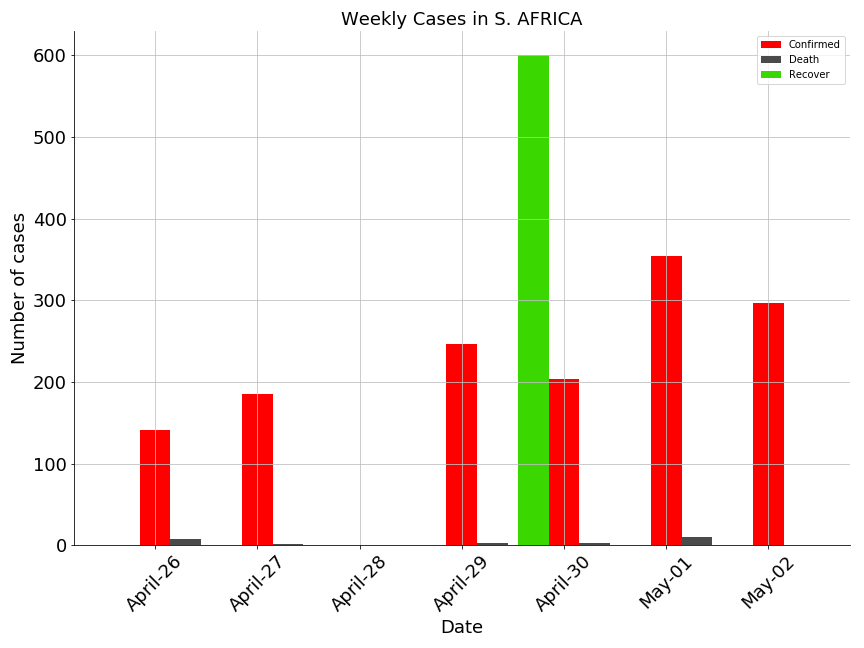 Weekly Cases in S. AFRICA
Confirmed
Death
Recover
Number of cases
600
500
400
300
200
100
0
April-26
April-27
April-28
April-29
April-30
May-01
May-02
Date